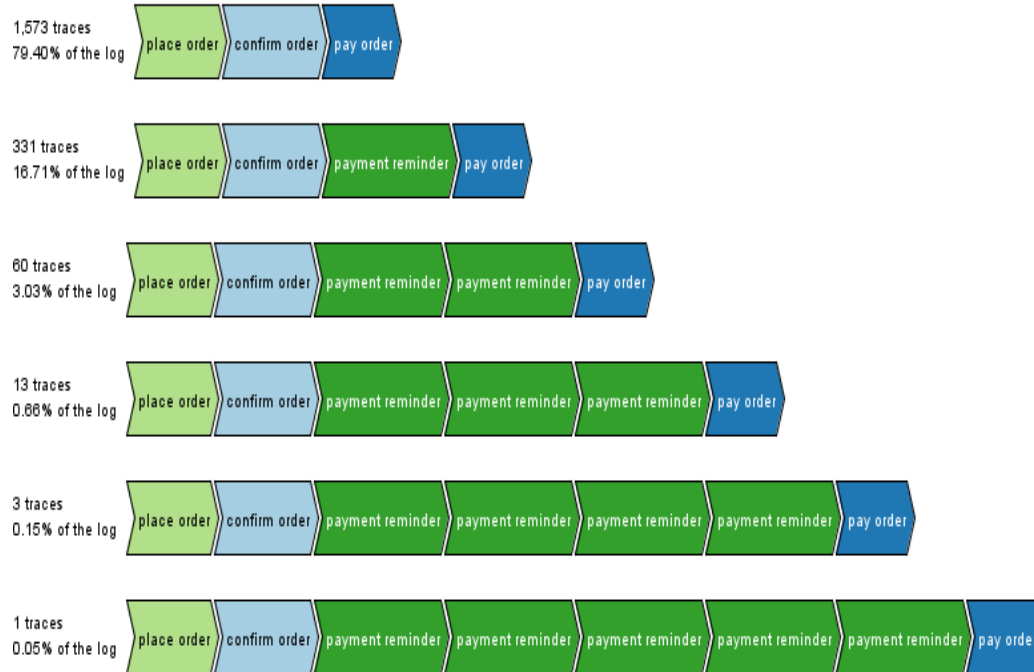 1,573 traces
79.40% of the log
place order confirm order pay order
331 traces
16.71% of the log
place order confirm order payment reminder pay order
60 traces
3.03% of the log
place order confirm order payment reminder payment reminder pay order
13 traces
0.66% of the log
place order confirm order payment reminder payment reminder payment reminder pay order
3 traces
0.15% of the log
place order confirm order payment reminder payment reminder payment reminder payment reminder pay order
1 traces
0.05% of the log
place order confirm order payment reminder payment reminder payment reminder payment reminder payment reminder pay order